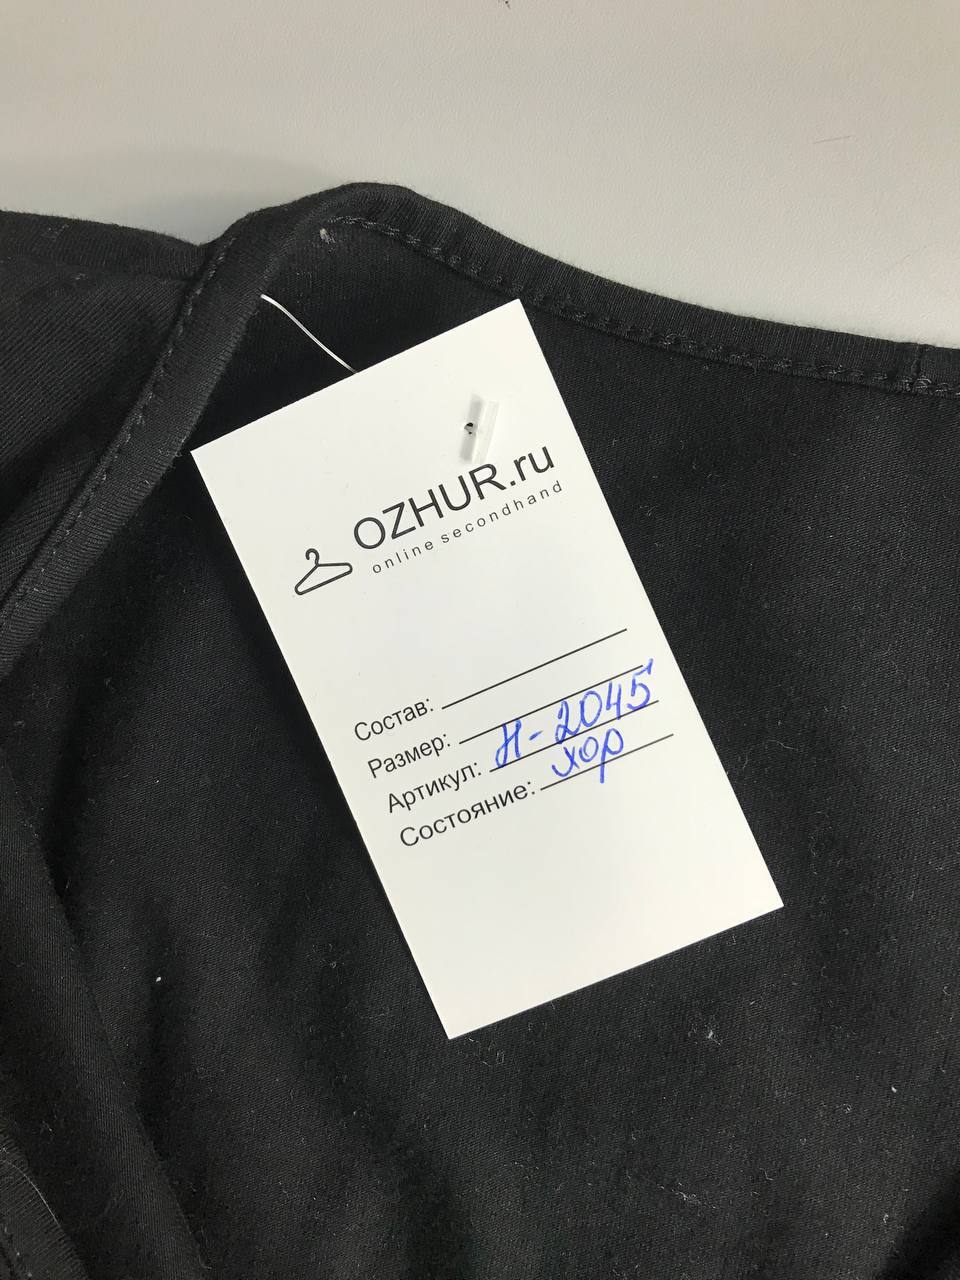 OZHUR.ru
online secondhand
Состав:
Размер:
Артикул: Н-2045
Состояние: хор